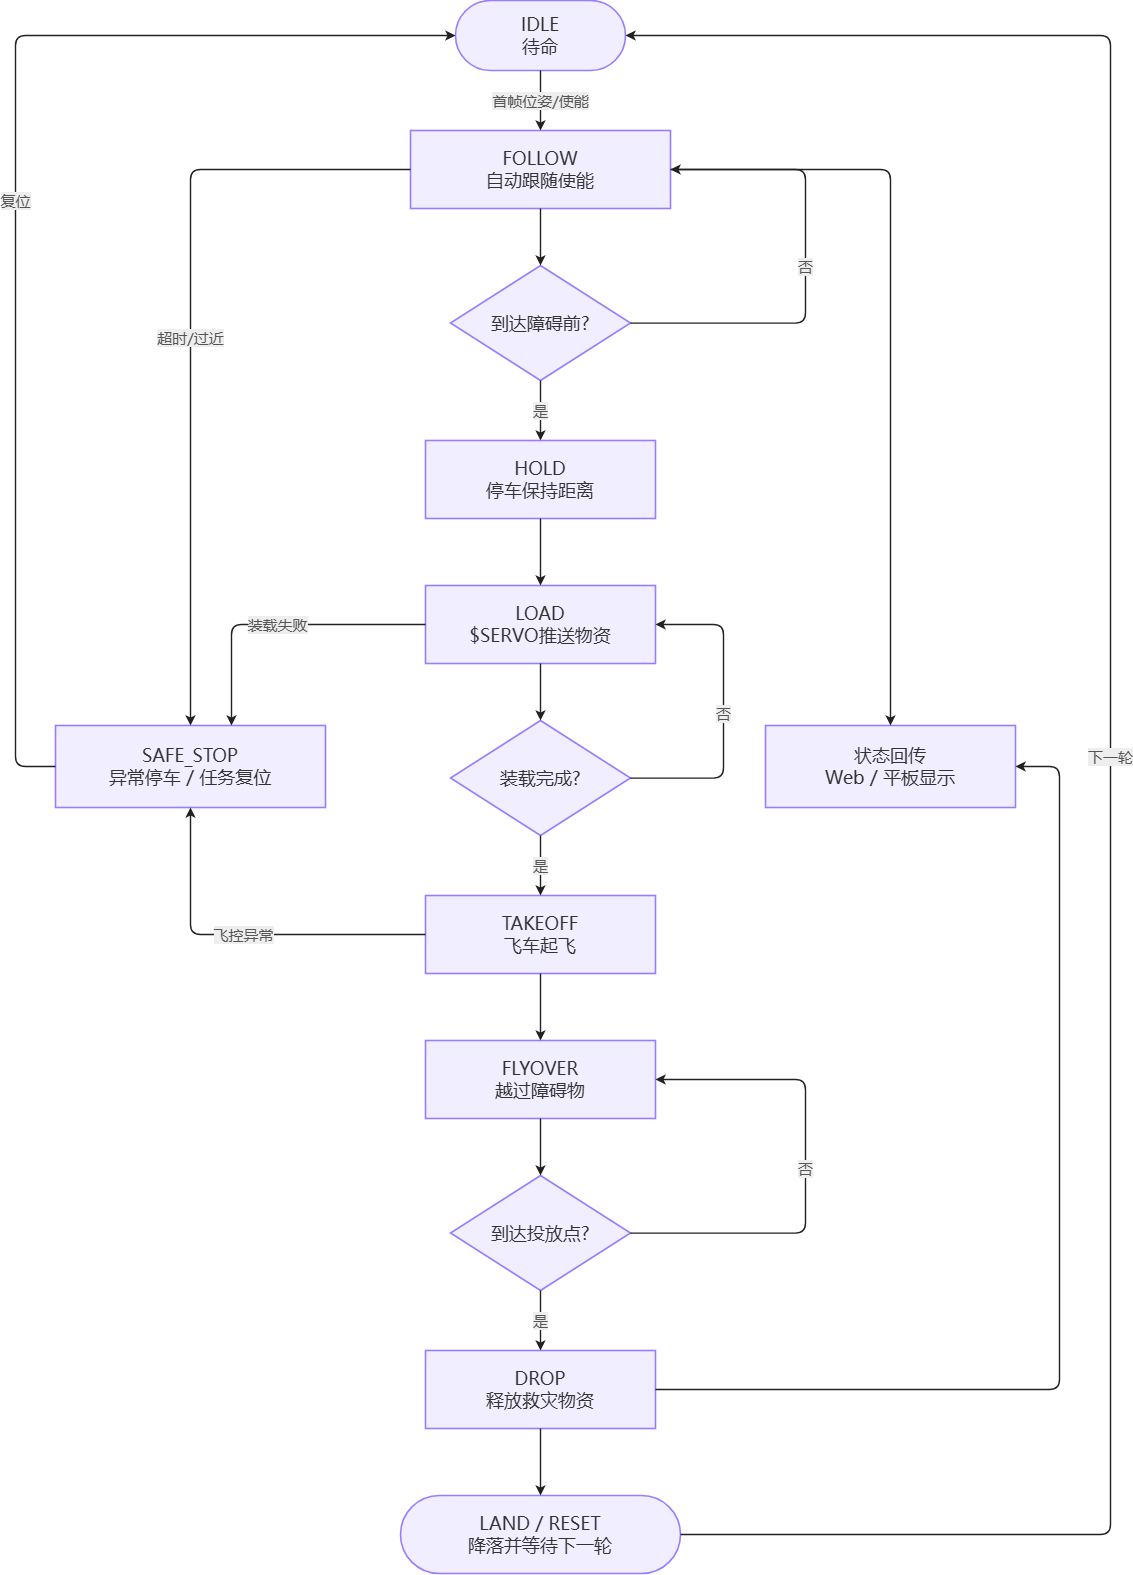 IDLE
待命
首帧位姿/使能
FOLLOW
自动跟随使能
复位
否
到达障碍前?
超时/过近
是
HOLD
停车保持距离
LOAD
$SERVO推送物资
装载失败
否
SAFE_STOP
异常停车 / 任务复位
装载完成?
状态回传
Web / 平板显示
下一轮
是
TAKEOFF
飞车起飞
飞控异常
FLYOVER
越过障碍物
否
到达投放点?
是
DROP
释放救灾物资
LAND / RESET
降落并等待下一轮